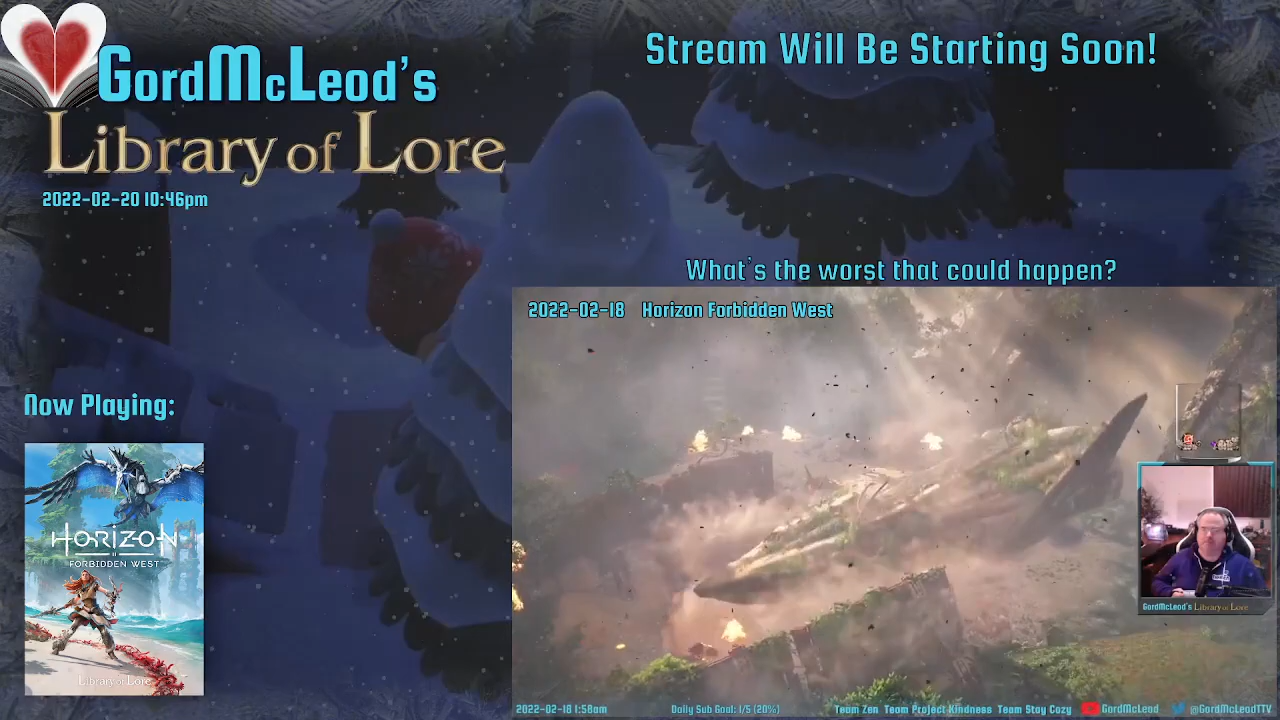 GordMcLeod's
Library of Lore
2022-02-20 10:46pm
Stream Will Be Starting Soon!
What's the worst that could happen?
2022-02-18 Horizon Forbidden West
Now Playing:
HORIZON
FORBIDDEN WEST
Library of Lore
GordMcLeod's Library of Lore
2022-02-18 1:58am
Daily Sub Goal: 1/5 (20%)
Team Zen Team Project Kindness Team Stay Cozy
GordMcLeod
@GordMcLeodTTV